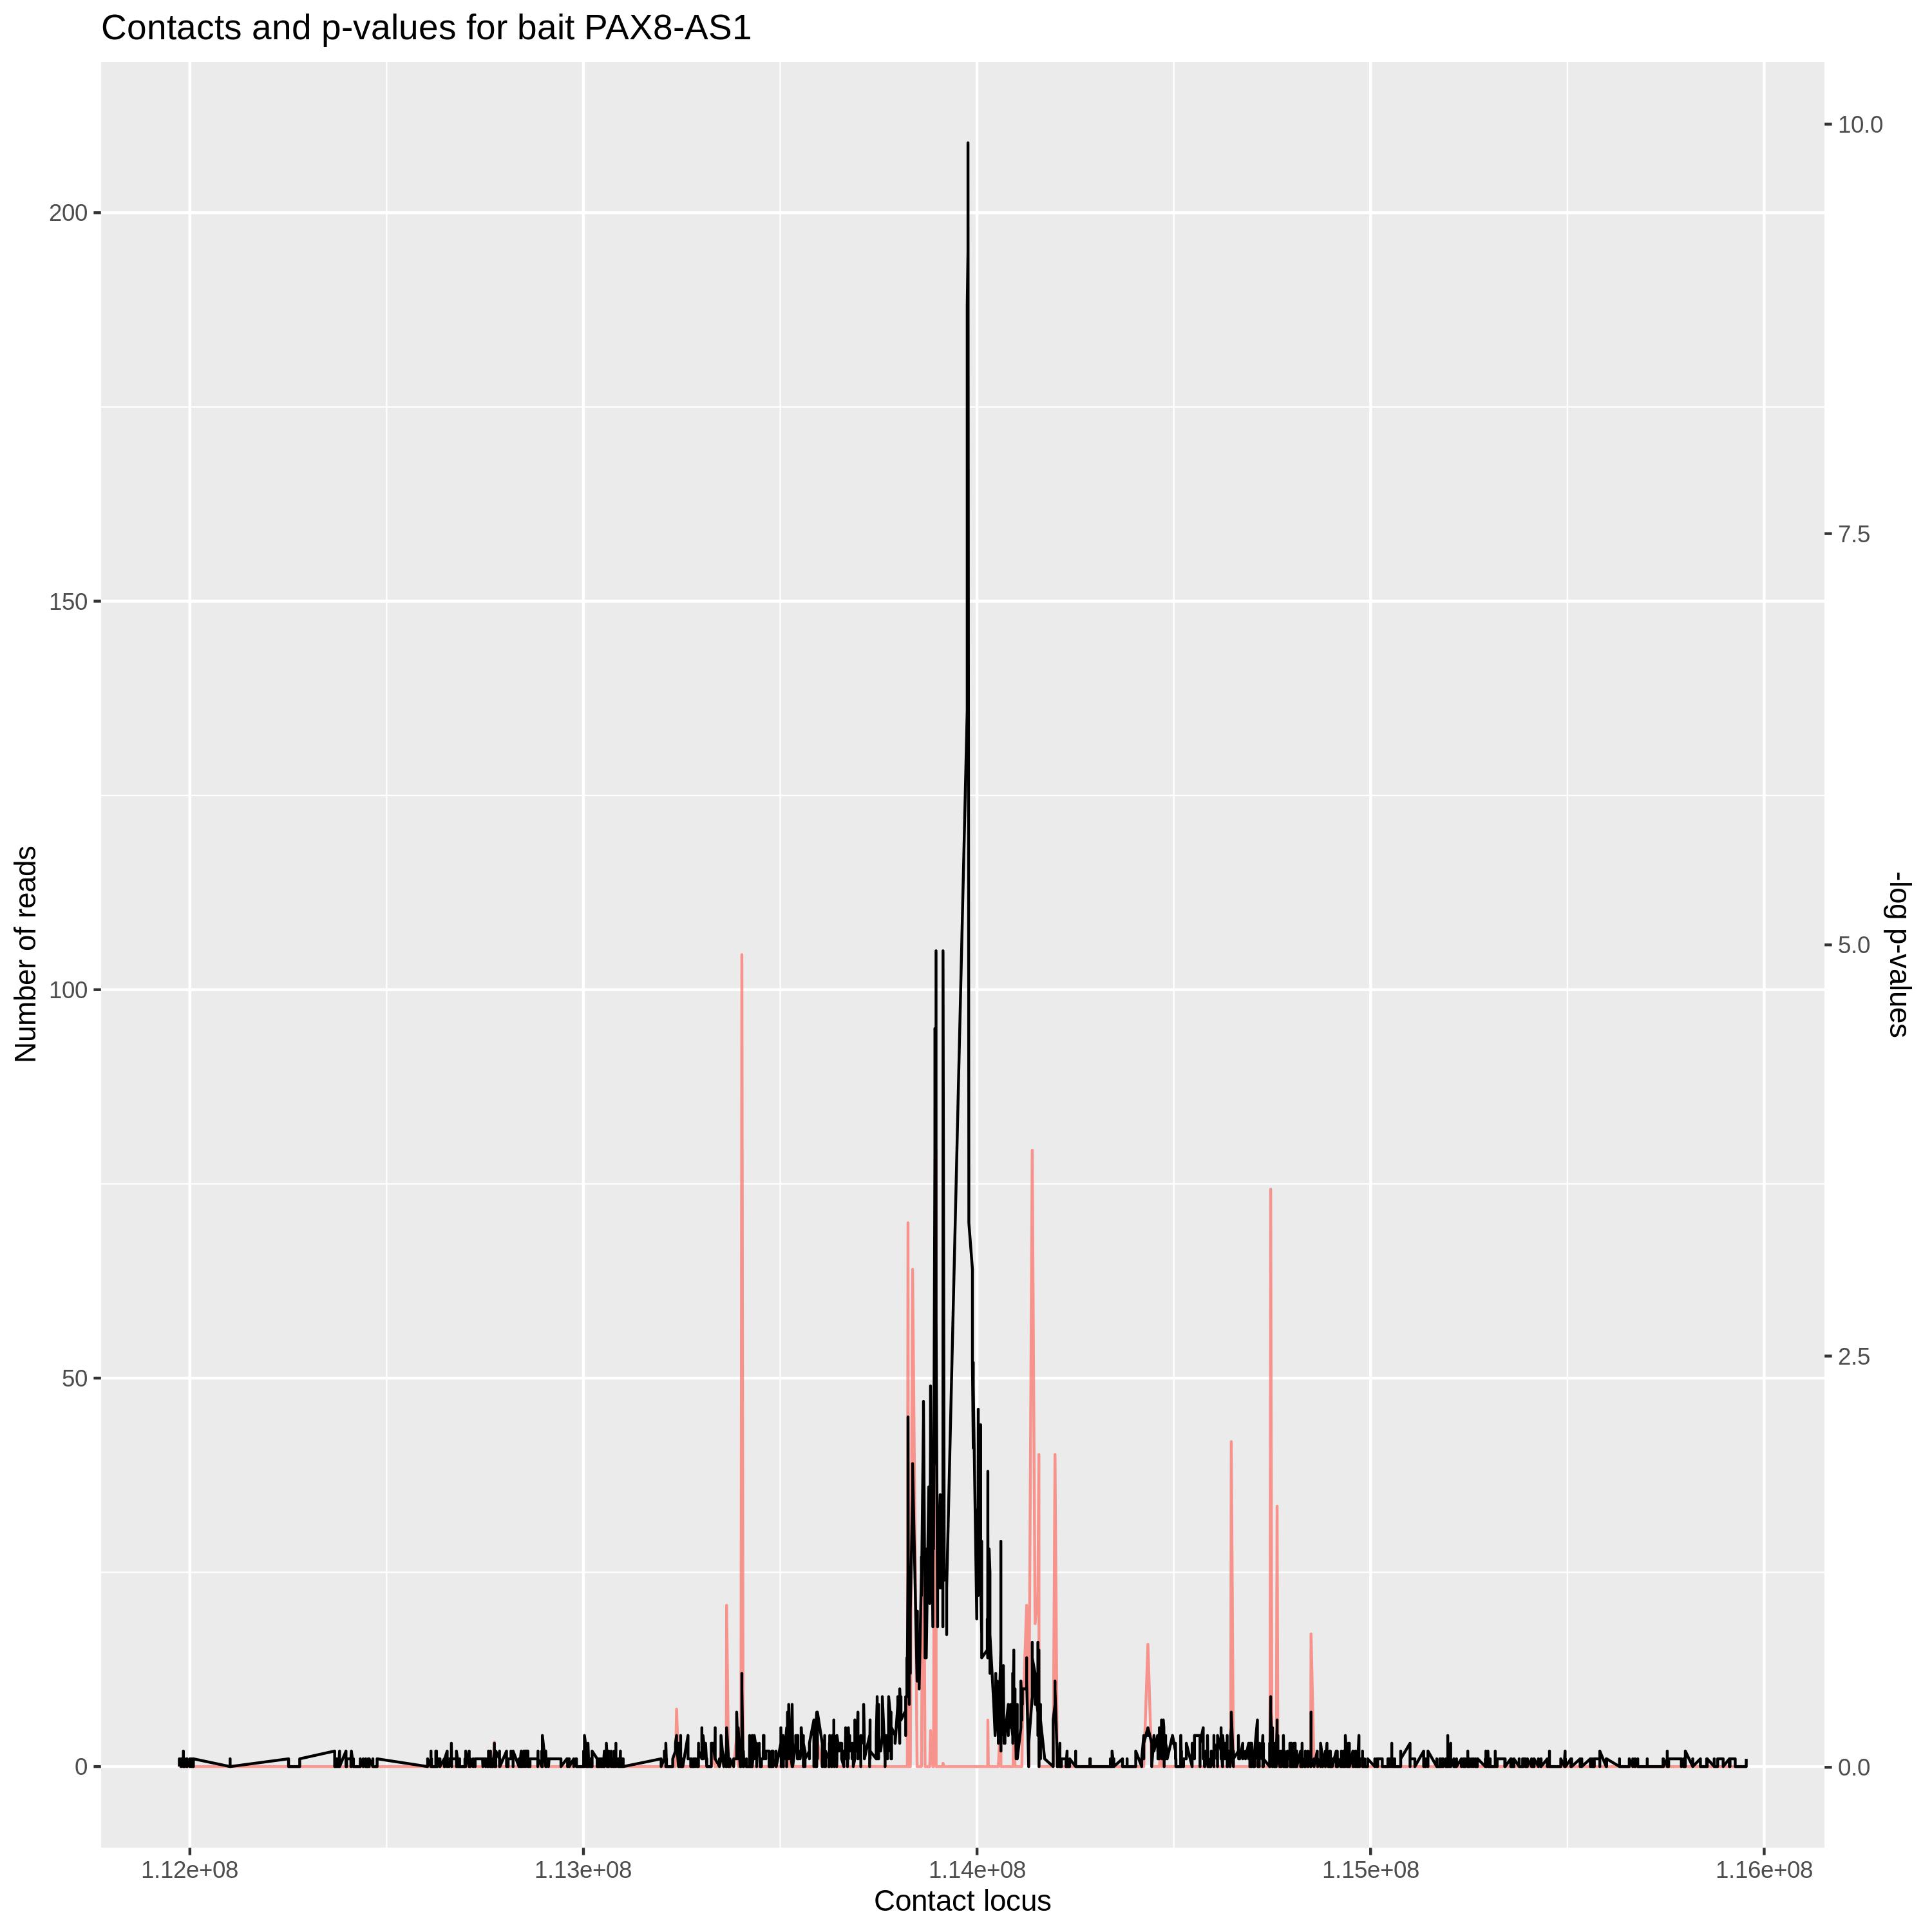 Contacts and p-values for bait PAX8-AS1
Number of reads
200
150
100
50
0
10.0
7.5
5.0
2.5
0.0
-log p-values
1.12e+08 1.13e+08 1.14e+08 1.15e+08 1.16e+08
Contact locus